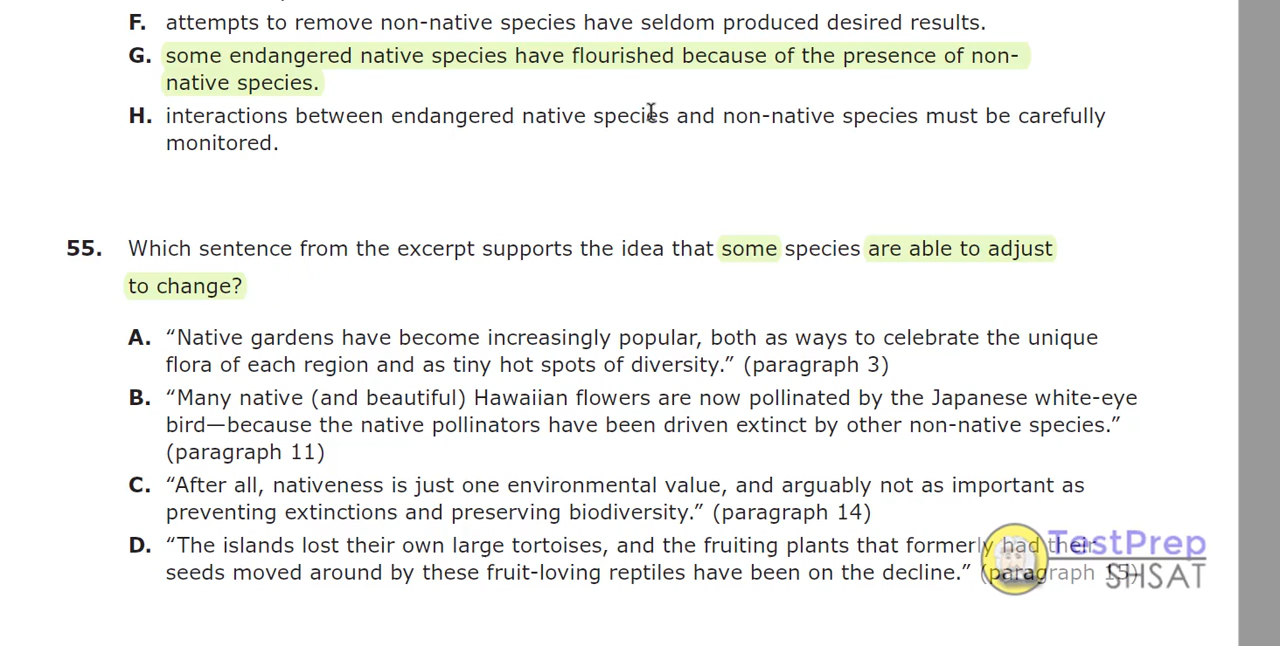 F. attempts to remove non-native species have seldom produced desired results.
G. some endangered native species have flourished because of the presence of non-
native species.
H. interactions between endangered native species and non-native species must be carefully
monitored.
55. Which sentence from the excerpt supports the idea that some species are able to adjust
to change?
A. “Native gardens have become increasingly popular, both as ways to celebrate the unique
flora of each region and as tiny hot spots of diversity.” (paragraph 3)
B. “Many native (and beautiful) Hawaiian flowers are now pollinated by the Japanese white-eye
bird—because the native pollinators have been driven extinct by other non-native species.”
(paragraph 11)
C. “After all, nativeness is just one environmental value, and arguably not as important as
preventing extinctions and preserving biodiversity.” (paragraph 14)
D. “The islands lost their own large tortoises, and the fruiting plants that formerly had their
seeds moved around by these fruit-loving reptiles have been on the decline.” (paragraph 15)
TestPrep
SHSAT